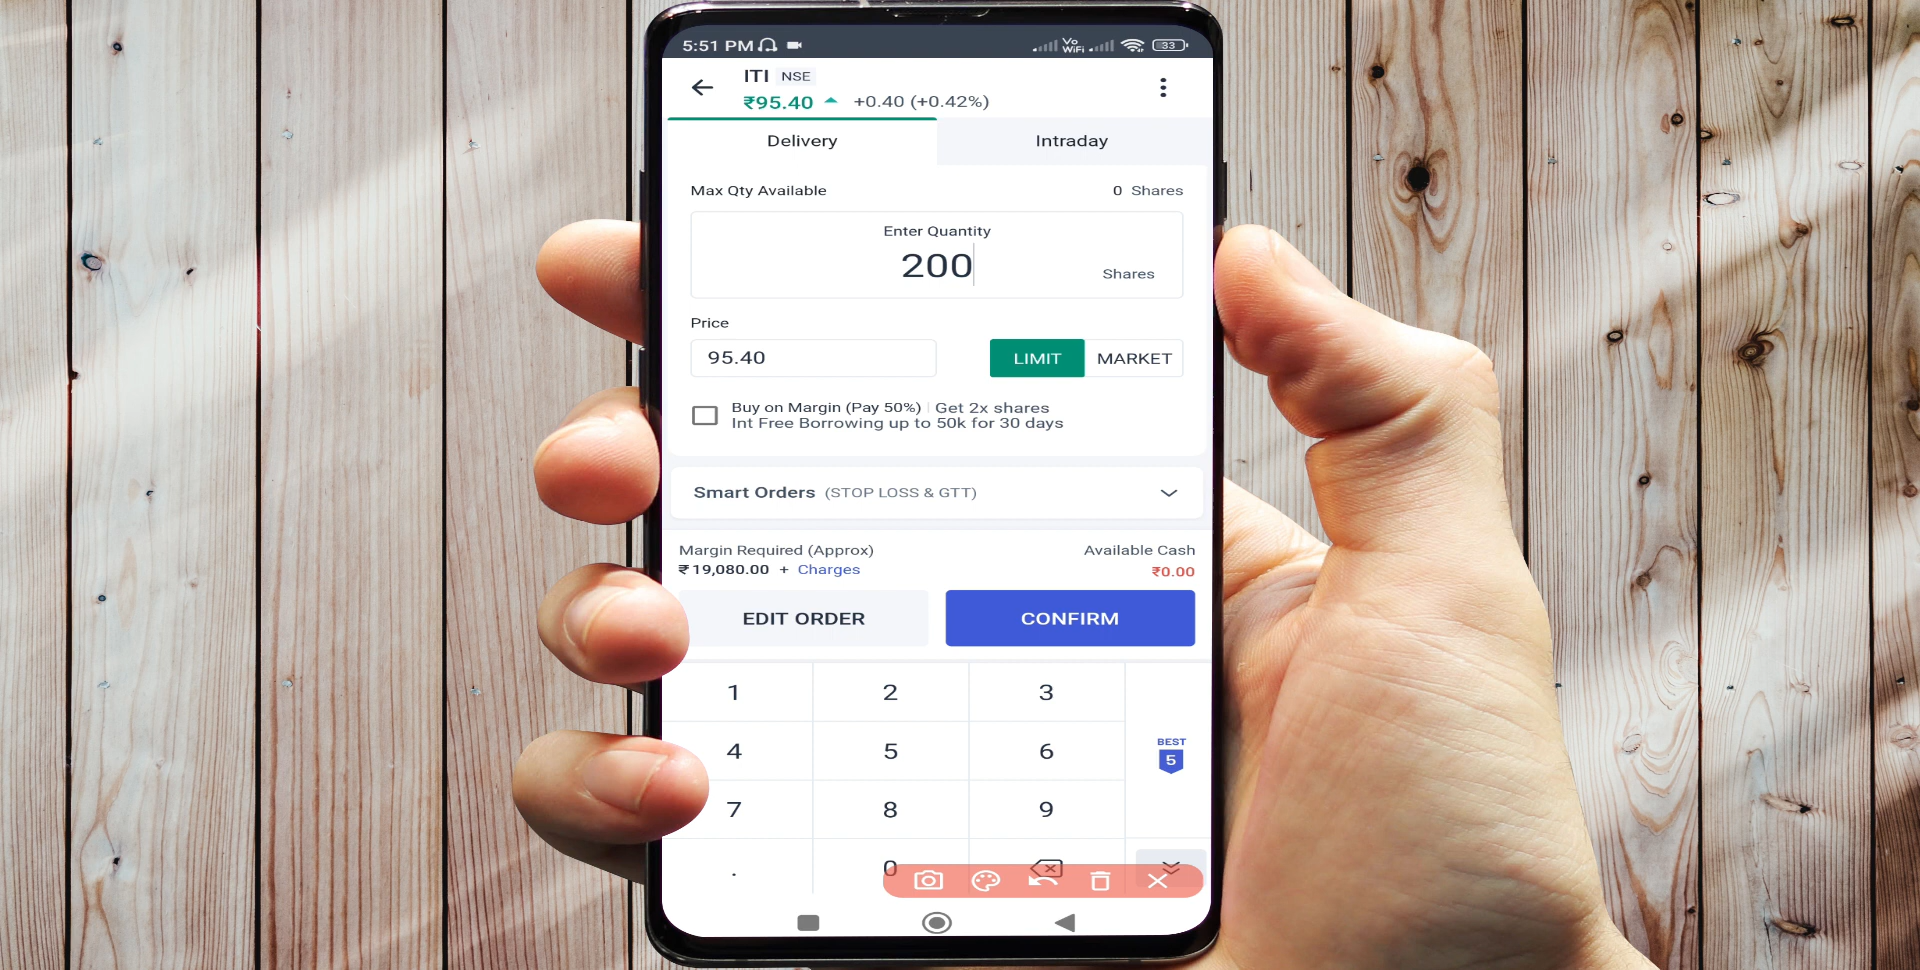 5:51 PM Vo WiFi 33
ITI NSE
₹95.40 +0.40 (+0.42%)
Delivery Intraday
Max Qty Available 0 Shares
Enter Quantity
200
Shares
Price
95.40 LIMIT MARKET
Buy on Margin (Pay 50%) | Get 2x shares
Int Free Borrowing up to 50k for 30 days
Smart Orders (STOP LOSS & GTT)
Margin Required (Approx) Available Cash
₹19,080.00 + Charges ₹0.00
EDIT ORDER CONFIRM
1 2 3
4 5 6
BEST
5
7 8 9
. 0